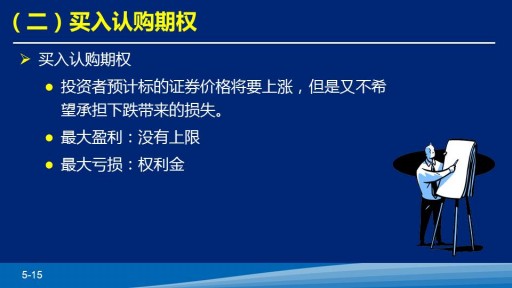 （二）买入认购期权
买入认购期权
投资者预计标的证券价格将要上涨，但是又不希
望承担下跌带来的损失。
最大盈利：没有上限
最大亏损：权利金
5-15